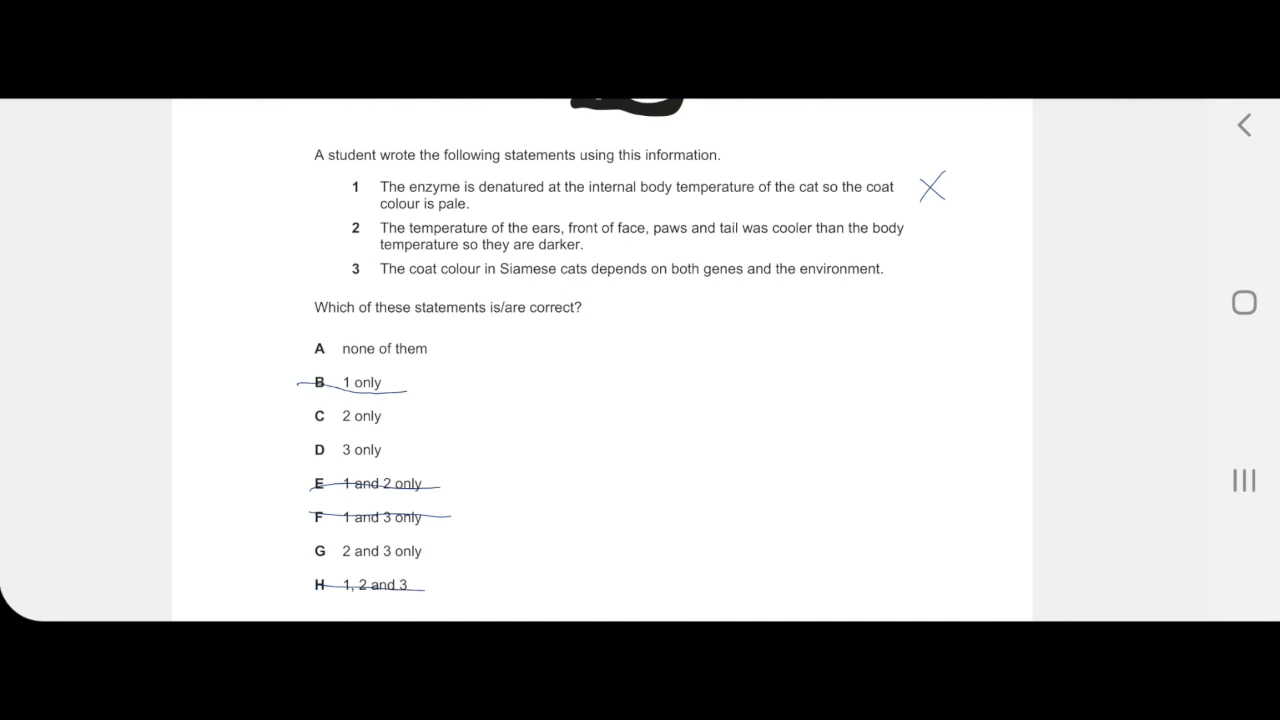 A student wrote the following statements using this information.
1 The enzyme is denatured at the internal body temperature of the cat so the coat
colour is pale.
2 The temperature of the ears, front of face, paws and tail was cooler than the body
temperature so they are darker.
3 The coat colour in Siamese cats depends on both genes and the environment.
Which of these statements is/are correct?
A none of them
B 1 only
C 2 only
D 3 only
E 1 and 2 only
F 1 and 3 only
G 2 and 3 only
H 1, 2 and 3